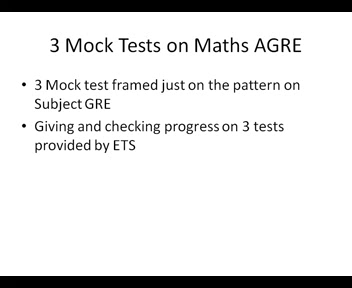 3 Mock Tests on Maths AGRE
• 3 Mock test framed just on the pattern on
Subject GRE
• Giving and checking progress on 3 tests
provided by ETS